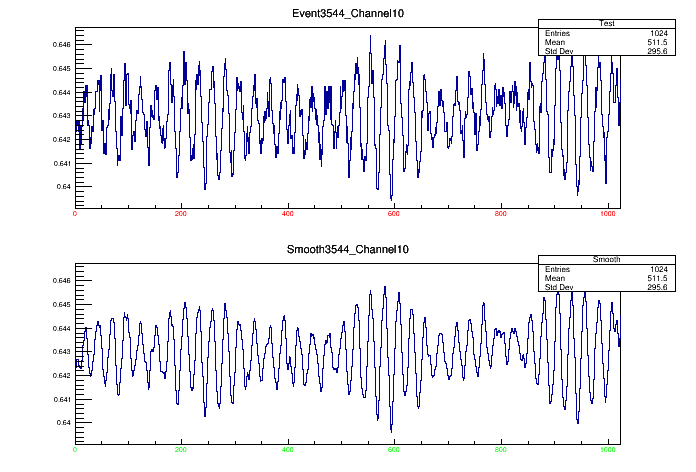 Event3544_Channel10
Test
Entries 1024
Mean 511.5
Std Dev 295.6
0.646
0.645
0.644
0.643
0.642
0.641
0.64
0 200 400 600 800 1000
Smooth3544_Channel10
Smooth
Entries 1024
Mean 511.5
Std Dev 295.6
0.646
0.645
0.644
0.643
0.642
0.641
0.64
0 200 400 600 800 1000